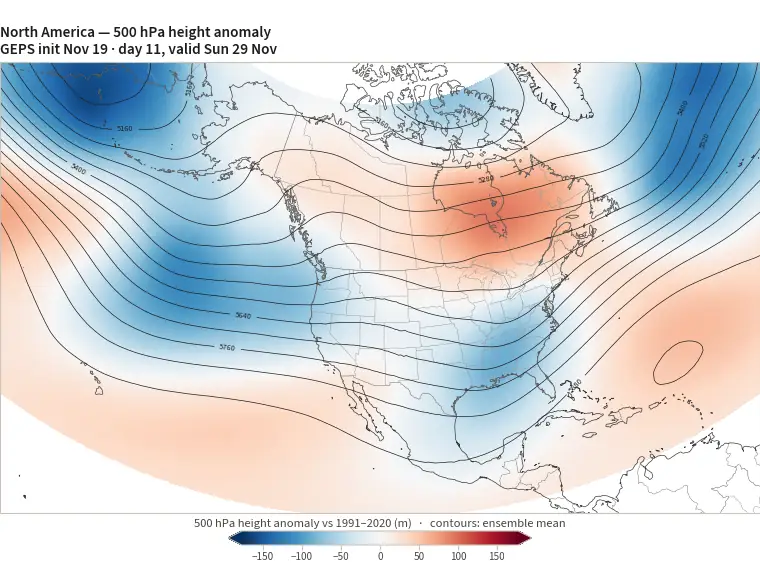 North America — 500 hPa height anomaly
GEPS init Nov 19 · day 11, valid Sun 29 Nov
5160
5400
5280
5640
5760
500 hPa height anomaly vs 1991–2020 (m) · contours: ensemble mean
−150 −100 −50 0 50 100 150